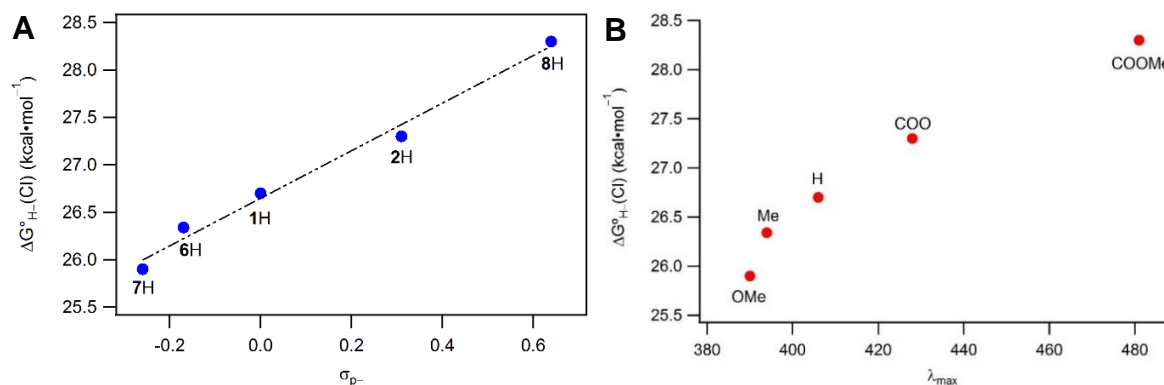 A
ΔG°H–(Cl) (kcal•mol⁻¹)
28.5
28.0
27.5
27.0
26.5
26.0
25.5
8H
2H
1H
6H
7H
-0.2
0.0
0.2
0.4
0.6
σp–
B
ΔG°H–(Cl) (kcal•mol⁻¹)
28.5
28.0
27.5
27.0
26.5
26.0
25.5
COOMe
COO
H
Me
OMe
380
400
420
440
460
480
λmax